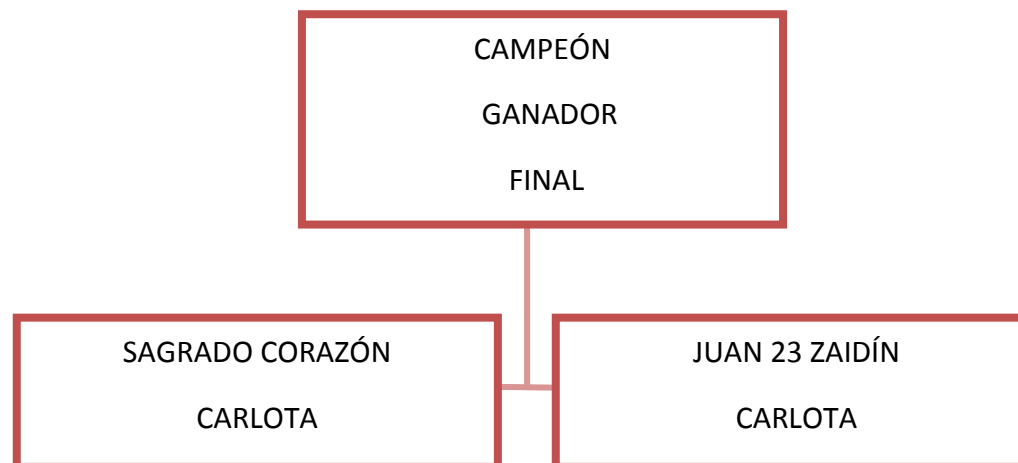 CAMPEÓN
GANADOR
FINAL
SAGRADO CORAZÓN
CARLOTA
JUAN 23 ZAIDÍN
CARLOTA